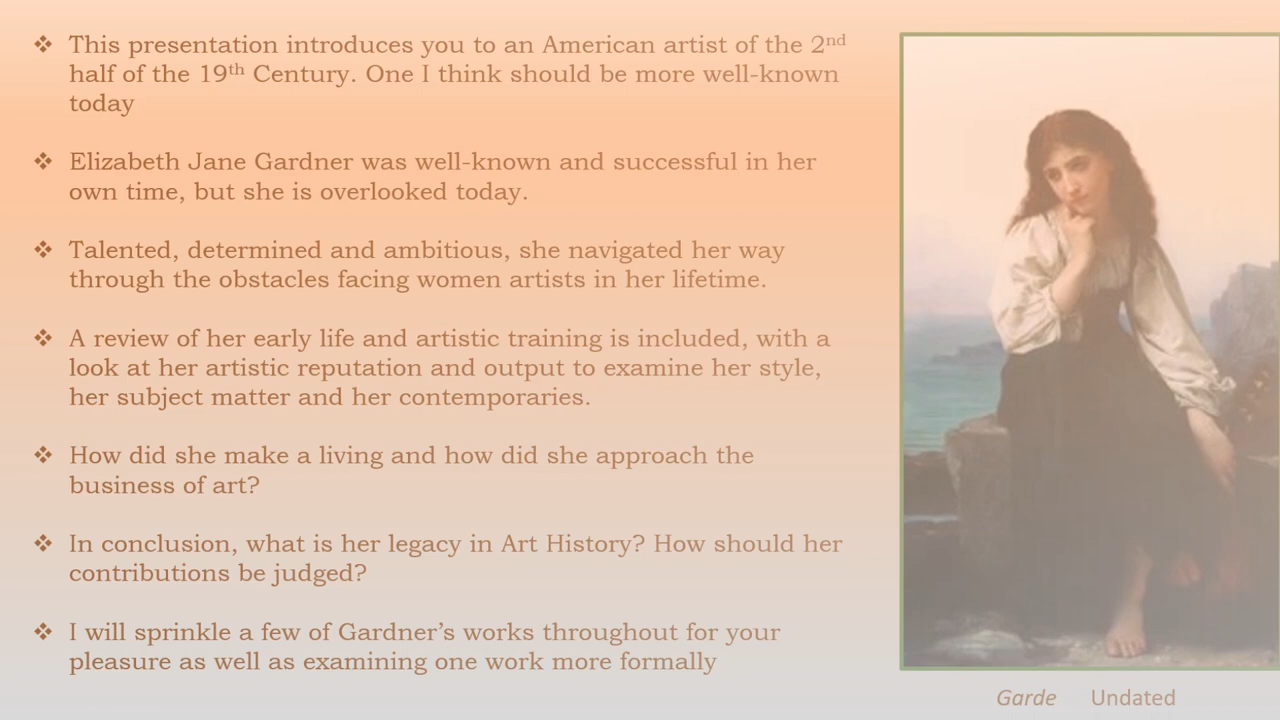 ❖ This presentation introduces you to an American artist of the 2nd
half of the 19th Century. One I think should be more well-known
today
❖ Elizabeth Jane Gardner was well-known and successful in her
own time, but she is overlooked today.
❖ Talented, determined and ambitious, she navigated her way
through the obstacles facing women artists in her lifetime.
❖ A review of her early life and artistic training is included, with a
look at her artistic reputation and output to examine her style,
her subject matter and her contemporaries.
❖ How did she make a living and how did she approach the
business of art?
❖ In conclusion, what is her legacy in Art History? How should her
contributions be judged?
❖ I will sprinkle a few of Gardner’s works throughout for your
pleasure as well as examining one work more formally
Garde Undated